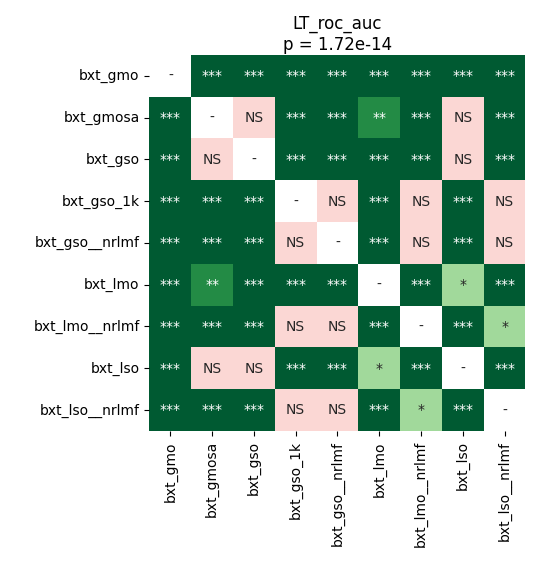 LT_roc_auc
p = 1.72e-14
bxt_gmo - *** *** *** *** *** *** *** ***
bxt_gmosa *** - NS *** *** ** *** NS ***
bxt_gso *** NS - *** *** *** *** NS ***
bxt_gso_1k *** *** *** - NS *** NS *** NS
bxt_gso__nrlmf *** *** *** NS - *** NS *** NS
bxt_lmo *** ** *** *** *** - *** * ***
bxt_lmo__nrlmf *** *** *** NS NS *** - *** *
bxt_lso *** NS NS *** *** * *** - ***
bxt_lso__nrlmf *** *** *** NS NS *** * *** -
bxt_gmo
bxt_gmosa
bxt_gso
bxt_gso_1k
bxt_gso__nrlmf
bxt_lmo
bxt_lmo__nrlmf
bxt_lso
bxt_lso__nrlmf